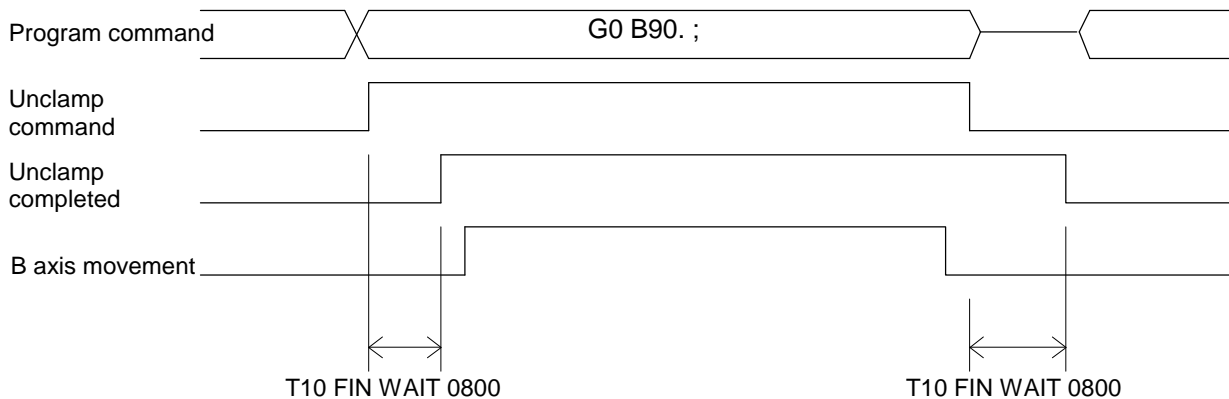 Program command
G0 B90. ;
Unclamp
command
Unclamp
completed
B axis movement
T10 FIN WAIT 0800
T10 FIN WAIT 0800